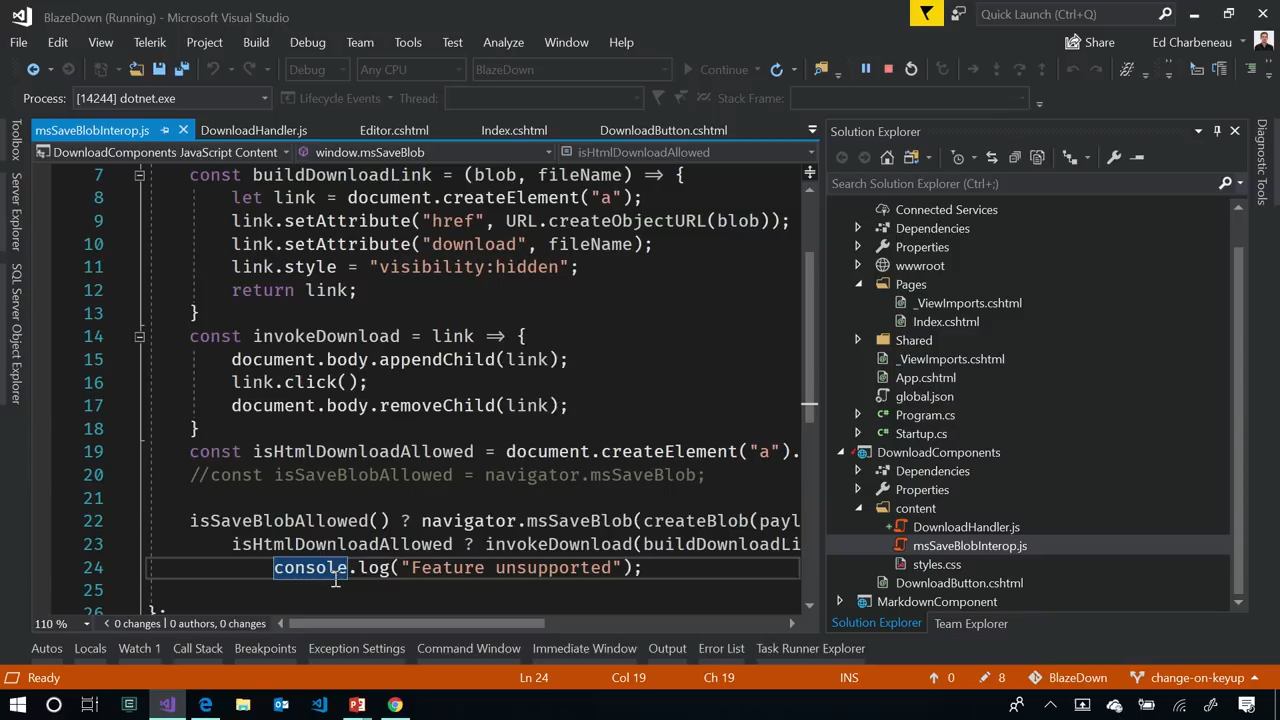 BlazeDown (Running) - Microsoft Visual Studio
Quick Launch (Ctrl+Q)
File Edit View Telerik Project Build Debug Team Tools Test Analyze Window Help
Share Ed Charbeneau
Debug Any CPU BlazeDown Continue
Process: [14244] dotnet.exe Lifecycle Events Thread: Stack Frame:
msSaveBlobInterop.js DownloadHandler.js Editor.cshtml Index.cshtml DownloadButton.cshtml
DownloadComponents JavaScript Content window.msSaveBlob isHtmlDownloadAllowed
7 const buildDownloadLink = (blob, fileName) => {
8 let link = document.createElement("a");
9 link.setAttribute("href", URL.createObjectURL(blob));
10 link.setAttribute("download", fileName);
11 link.style = "visibility:hidden";
12 return link;
13 }
14 const invokeDownload = link => {
15 document.body.appendChild(link);
16 link.click();
17 document.body.removeChild(link);
18 }
19 const isHtmlDownloadAllowed = document.createElement("a").
20 //const isSaveBlobAllowed = navigator.msSaveBlob;
21
22 isSaveBlobAllowed() ? navigator.msSaveBlob(createBlob(payl
23 isHtmlDownloadAllowed ? invokeDownload(buildDownloadLi
24 console.log("Feature unsupported");
25
26 };
110 % 0 changes | 0 authors, 0 changes
Toolbox
Server Explorer
SQL Server Object Explorer
Solution Explorer
Search Solution Explorer (Ctrl+;)
Connected Services
Dependencies
Properties
wwwroot
Pages
_ViewImports.cshtml
Index.cshtml
Shared
_ViewImports.cshtml
App.cshtml
global.json
Program.cs
Startup.cs
DownloadComponents
Dependencies
Properties
content
DownloadHandler.js
msSaveBlobInterop.js
styles.css
DownloadButton.cshtml
MarkdownComponent
Solution Explorer Team Explorer
Diagnostic Tools
Autos Locals Watch 1 Call Stack Breakpoints Exception Settings Command Window Immediate Window Output Error List Task Runner Explorer
Ready Ln 24 Col 19 Ch 19 INS 0 8 BlazeDown change-on-keyup